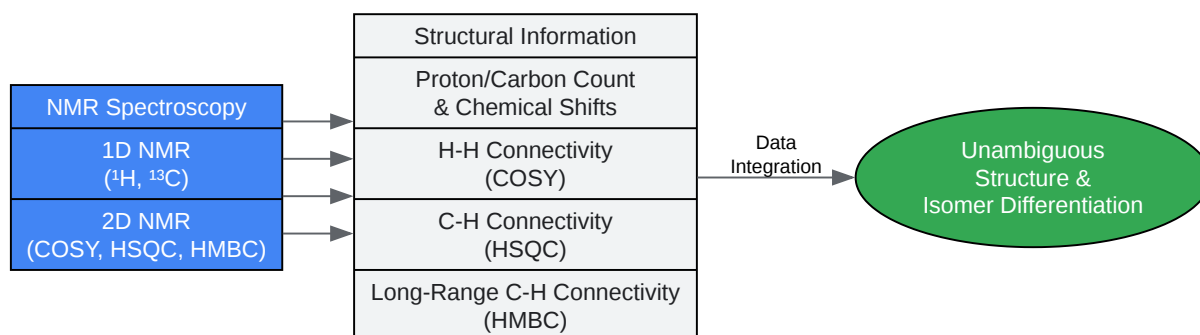 NMR Spectroscopy
1D NMR
(¹H, ¹³C)
2D NMR
(COSY, HSQC, HMBC)
Structural Information
Proton/Carbon Count
& Chemical Shifts
H-H Connectivity
(COSY)
C-H Connectivity
(HSQC)
Long-Range C-H Connectivity
(HMBC)
Data
Integration
Unambiguous
Structure &
Isomer Differentiation